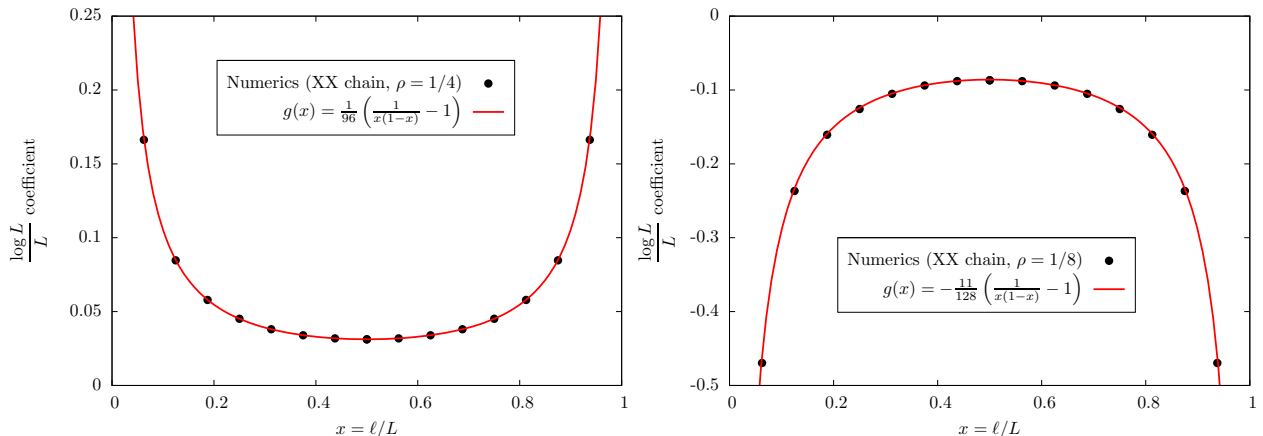 0.25
0.2
0.15
0.1
0.05
0
0 0.2 0.4 0.6 0.8 1
log L / L coefficient
x = ℓ/L
Numerics (XX chain, ρ = 1/4)
g(x) = 1/96 (1/(x(1−x)) − 1)
0
-0.1
-0.2
-0.3
-0.4
-0.5
0 0.2 0.4 0.6 0.8 1
log L / L coefficient
x = ℓ/L
Numerics (XX chain, ρ = 1/8)
g(x) = −11/128 (1/(x(1−x)) − 1)